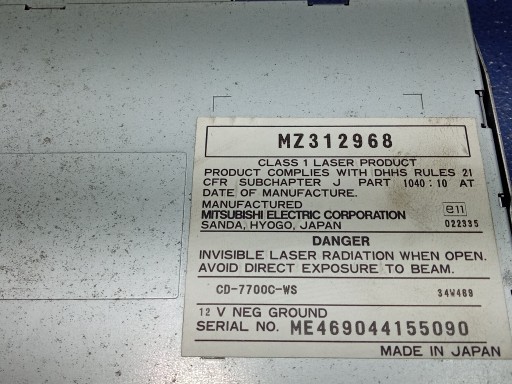 MZ312968
CLASS 1 LASER PRODUCT
PRODUCT COMPLIES WITH DHHS RULES 21
CFR SUBCHAPTER J PART 1040:10 AT
DATE OF MANUFACTURE.
MANUFACTURED
MITSUBISHI ELECTRIC CORPORATION
SANDA, HYOGO, JAPAN
e11
022335
DANGER
INVISIBLE LASER RADIATION WHEN OPEN.
AVOID DIRECT EXPOSURE TO BEAM.
CD-7700C-WS 34W489
12 V NEG GROUND
SERIAL NO. ME469044155090
MADE IN JAPAN